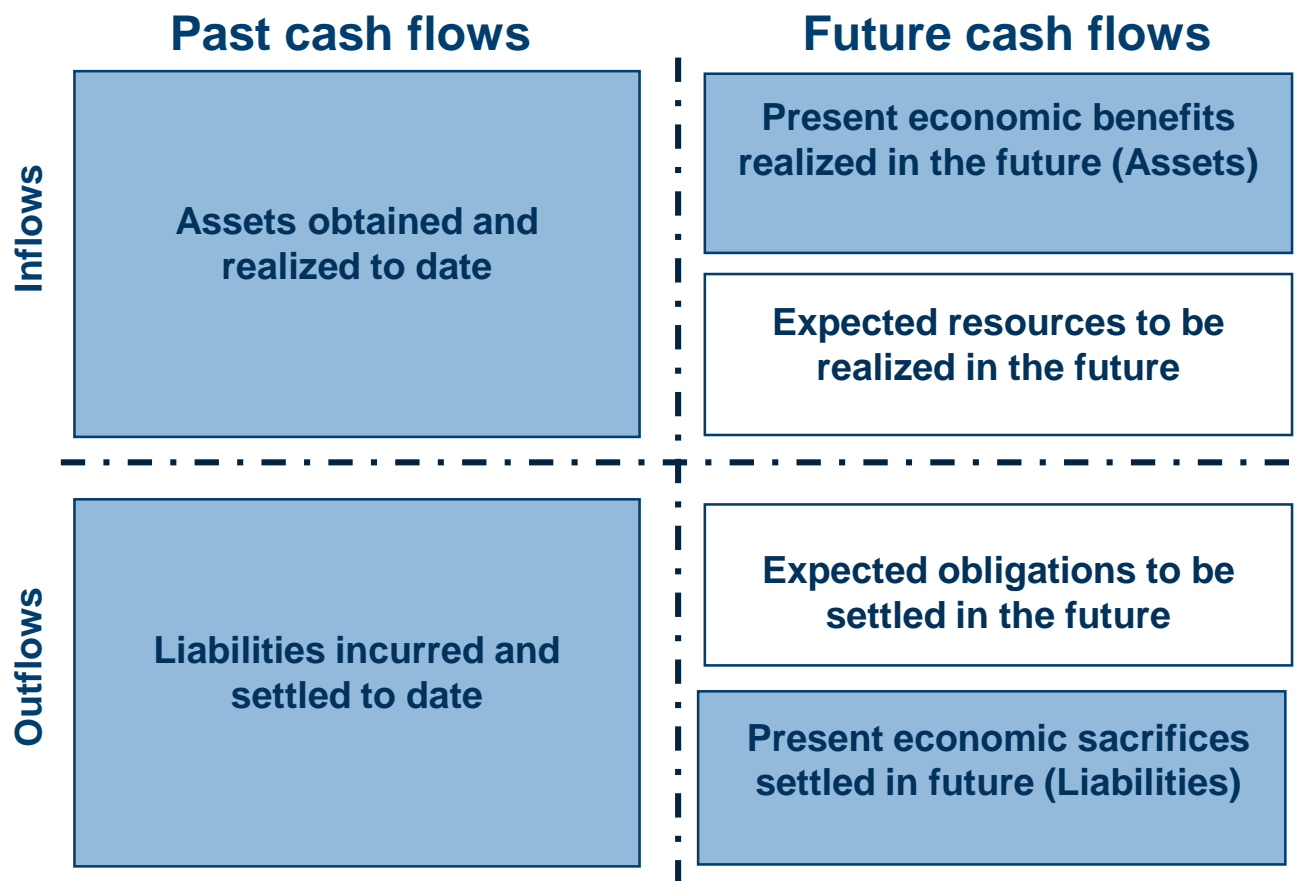 Past cash flows
Future cash flows
Inflows
Assets obtained and
realized to date
Present economic benefits
realized in the future (Assets)
Expected resources to be
realized in the future
Outflows
Liabilities incurred and
settled to date
Expected obligations to be
settled in the future
Present economic sacrifices
settled in future (Liabilities)